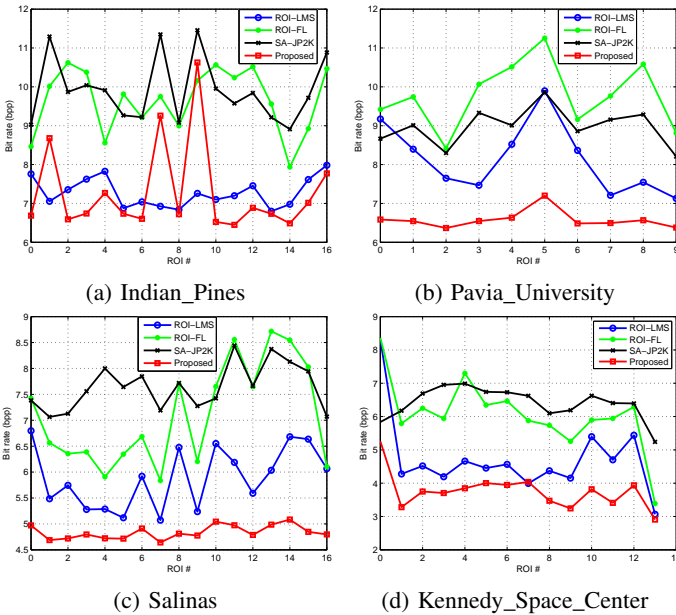 12
11
10
9
8
7
6
Bit rate (bpp)
0 2 4 6 8 10 12 14 16
ROI #
ROI-LMS
ROI-FL
SA-JP2K
Proposed
(a) Indian_Pines
12
11
10
9
8
7
6
Bit rate (bpp)
0 1 2 3 4 5 6 7 8 9
ROI #
ROI-LMS
ROI-FL
SA-JP2K
Proposed
(b) Pavia_University
9
8.5
8
7.5
7
6.5
6
5.5
5
4.5
Bit rate (bpp)
0 2 4 6 8 10 12 14 16
ROI #
ROI-LMS
ROI-FL
SA-JP2K
Proposed
(c) Salinas
9
8
7
6
5
4
3
2
Bit rate (bpp)
0 2 4 6 8 10 12 14
ROI #
ROI-LMS
ROI-FL
SA-JP2K
Proposed
(d) Kennedy_Space_Center